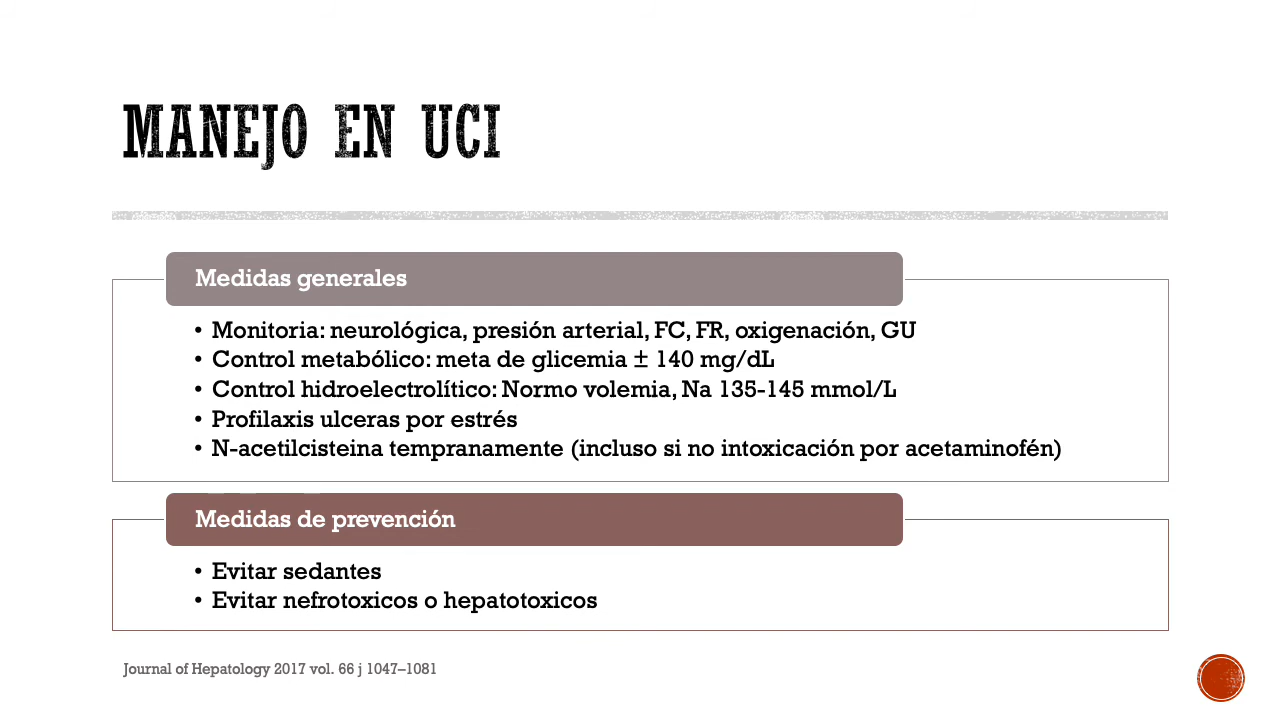 MANEJO EN UCI
Medidas generales
• Monitoria: neurológica, presión arterial, FC, FR, oxigenación, GU
• Control metabólico: meta de glicemia ± 140 mg/dL
• Control hidroelectrolítico: Normo volemia, Na 135-145 mmol/L
• Profilaxis ulceras por estrés
• N-acetilcisteina tempranamente (incluso si no intoxicación por acetaminofén)
Medidas de prevención
• Evitar sedantes
• Evitar nefrotoxicos o hepatotoxicos
Journal of Hepatology 2017 vol. 66 j 1047–1081